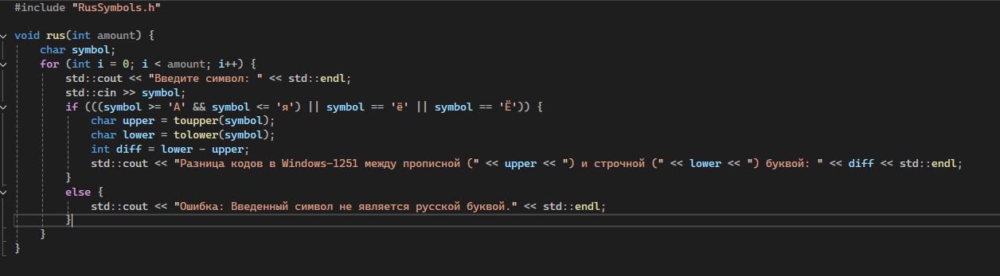 #include "RusSymbols.h"
void rus(int amount) {
char symbol;
for (int i = 0; i < amount; i++) {
std::cout << "Введите символ: " << std::endl;
std::cin >> symbol;
if (((symbol >= 'А' && symbol <= 'я') || symbol == 'ё' || symbol == 'Ё')) {
char upper = toupper(symbol);
char lower = tolower(symbol);
int diff = lower - upper;
std::cout << "Разница кодов в Windows-1251 между прописной (" << upper << ") и строчной (" << lower << ") буквой: " << diff << std::endl;
}
else {
std::cout << "Ошибка: Введенный символ не является русской буквой." << std::endl;
}
}
}